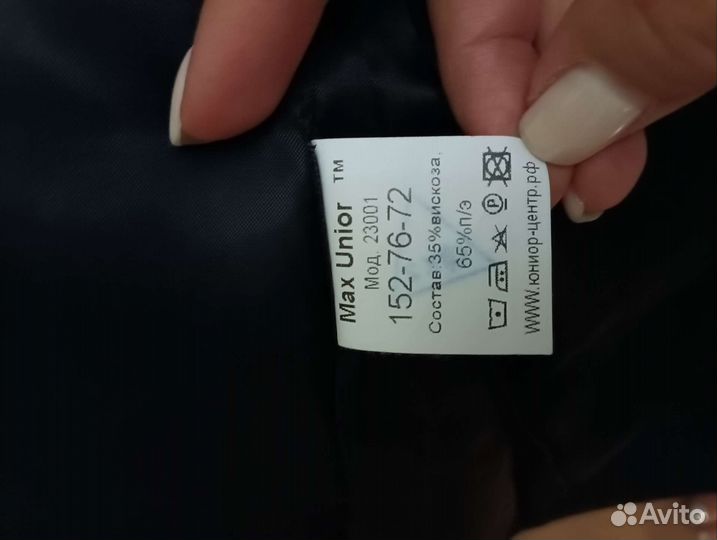 Max Unior ™
Мод. 23001
152-76-72
Состав:35%вискоза,
65%п/э
P
WWW.юниор-центр.рф
Avito